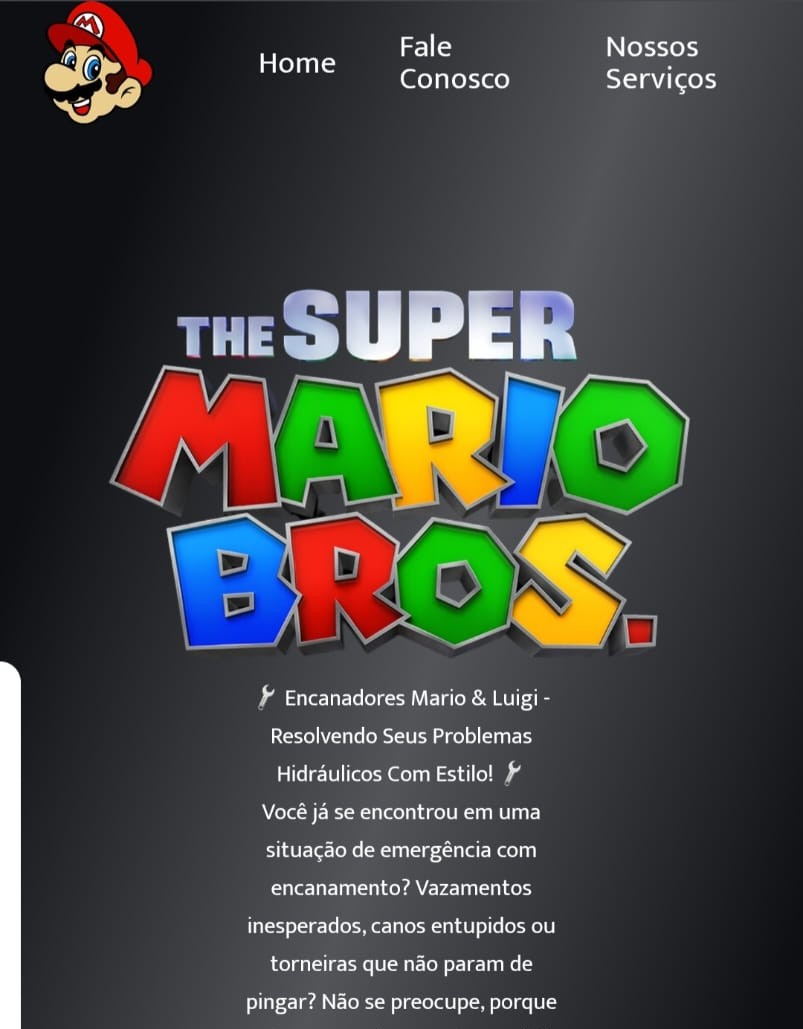 M
Home
Fale
Conosco
Nossos
Serviços
THE SUPER
MARIO
BROS.
Encanadores Mario & Luigi -
Resolvendo Seus Problemas
Hidráulicos Com Estilo!
Você já se encontrou em uma
situação de emergência com
encanamento? Vazamentos
inesperados, canos entupidos ou
torneiras que não param de
pingar? Não se preocupe, porque